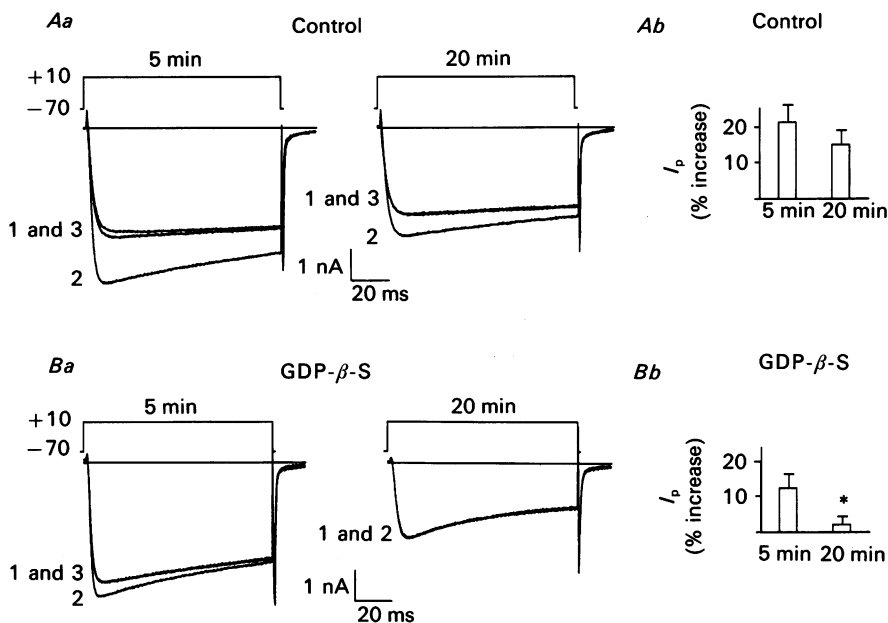 Aa
Control
5 min
20 min
+10
−70
1 and 3
2
1 and 3
2
1 nA
20 ms
Ab
Control
Ip
(% increase)
20
10
5 min
20 min
Ba
GDP-β-S
5 min
20 min
+10
−70
1 and 3
2
1 and 2
1 nA
20 ms
Bb
GDP-β-S
Ip
(% increase)
20
10
*
5 min
20 min